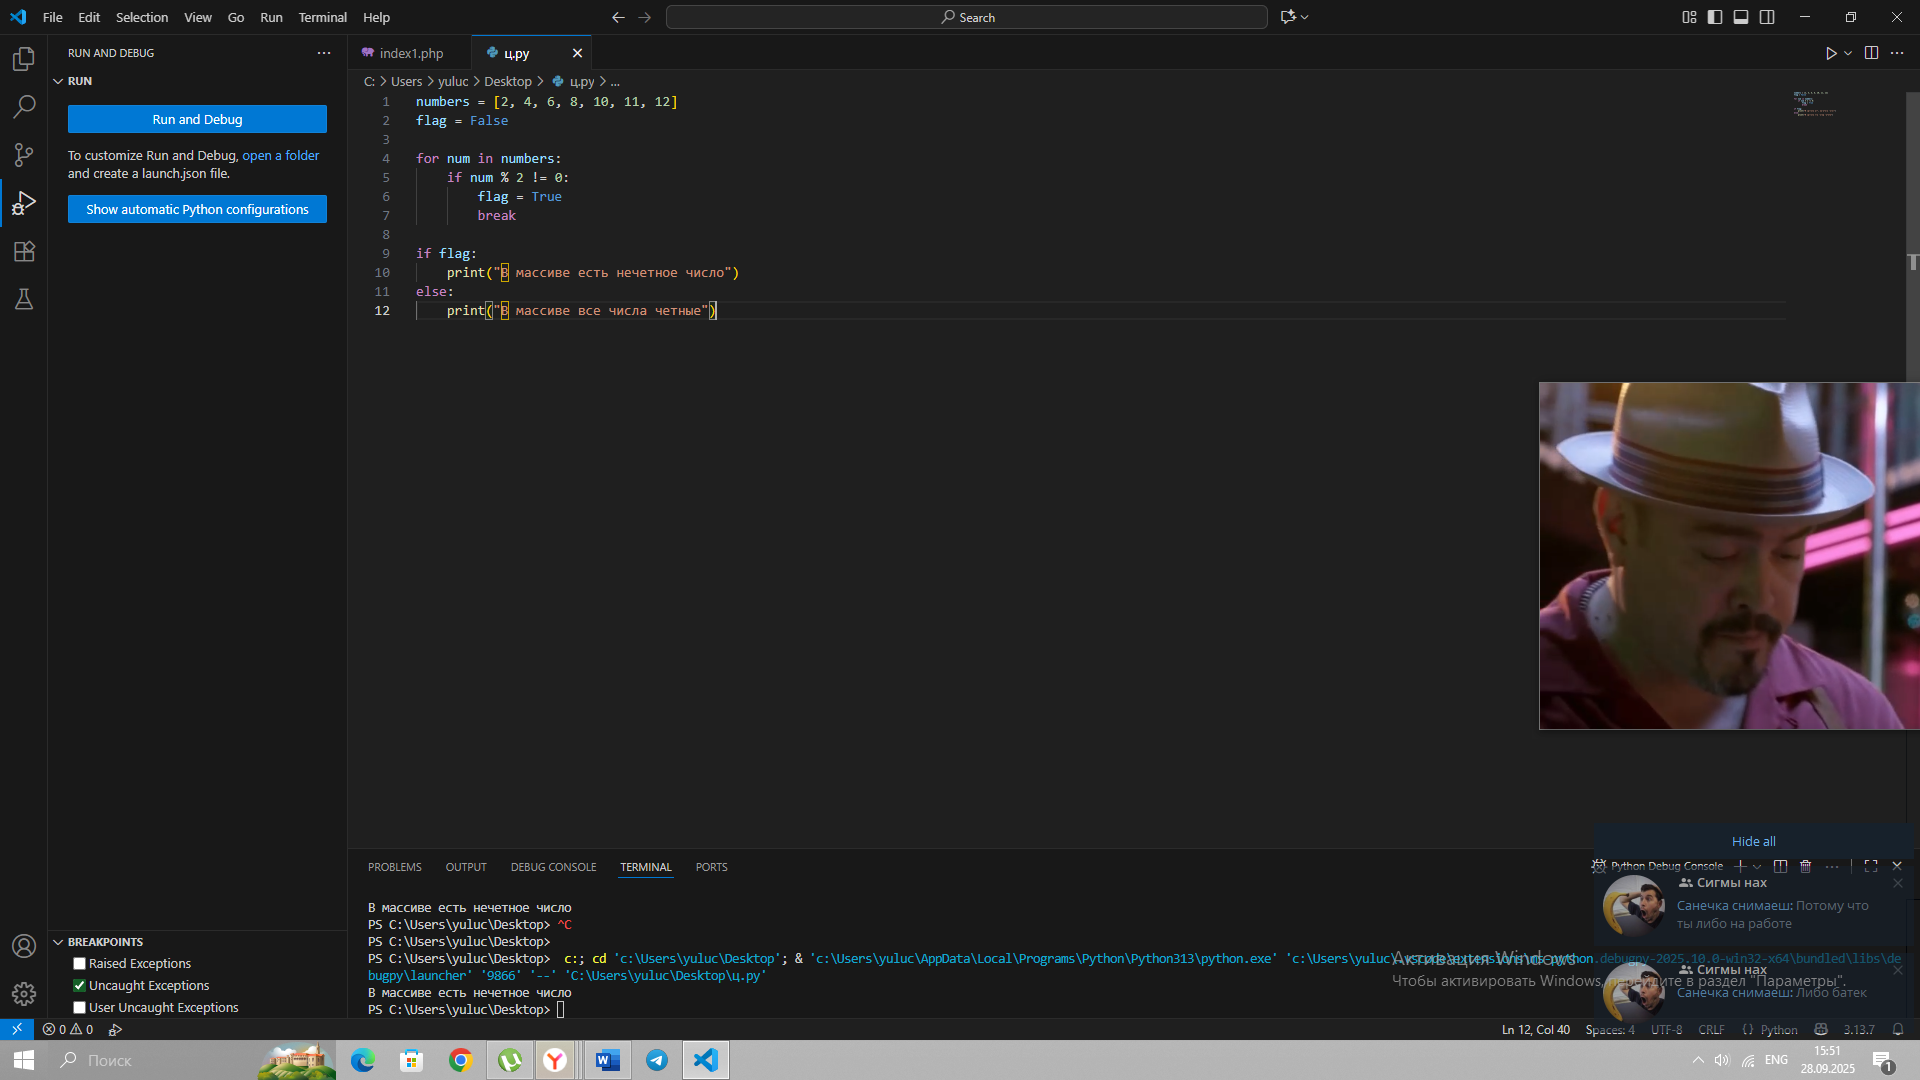 File Edit Selection View Go Run Terminal Help
Search
RUN AND DEBUG
RUN
Run and Debug
To customize Run and Debug, open a folder
and create a launch.json file.
Show automatic Python configurations
index1.php
ц.py
C: > Users > yuluc > Desktop > ц.py > ...
1 numbers = [2, 4, 6, 8, 10, 11, 12]
2 flag = False
3
4 for num in numbers:
5 if num % 2 != 0:
6 flag = True
7 break
8
9 if flag:
10 print("В массиве есть нечетное число")
11 else:
12 print("В массиве все числа четные")
PROBLEMS OUTPUT DEBUG CONSOLE TERMINAL PORTS
Python Debug Console
В массиве есть нечетное число
PS C:\Users\yuluc\Desktop> ^C
PS C:\Users\yuluc\Desktop>
PS C:\Users\yuluc\Desktop> c:; cd 'c:\Users\yuluc\Desktop'; & 'c:\Users\yuluc\AppData\Local\Programs\Python\Python313\python.exe' 'c:\Users\yuluc\.vscode\extensions\ms-python.debugpy-2025.10.0-win32-x64\bundled\libs\de
bugpy\launcher' '9866' '--' 'C:\Users\yuluc\Desktop\ц.py'
В массиве есть нечетное число
PS C:\Users\yuluc\Desktop>
Hide all
Сигмы нах
Санечка снимаеш: Потому что
ты либо на работе
Сигмы нах
Санечка снимаеш: Либо батек
Активация Windows
Чтобы активировать Windows, перейдите в раздел "Параметры".
BREAKPOINTS
Raised Exceptions
Uncaught Exceptions
User Uncaught Exceptions
0 0
Ln 12, Col 40 Spaces: 4 UTF-8 CRLF {} Python 3.13.7
Поиск
ENG
15:51
28.09.2025
1